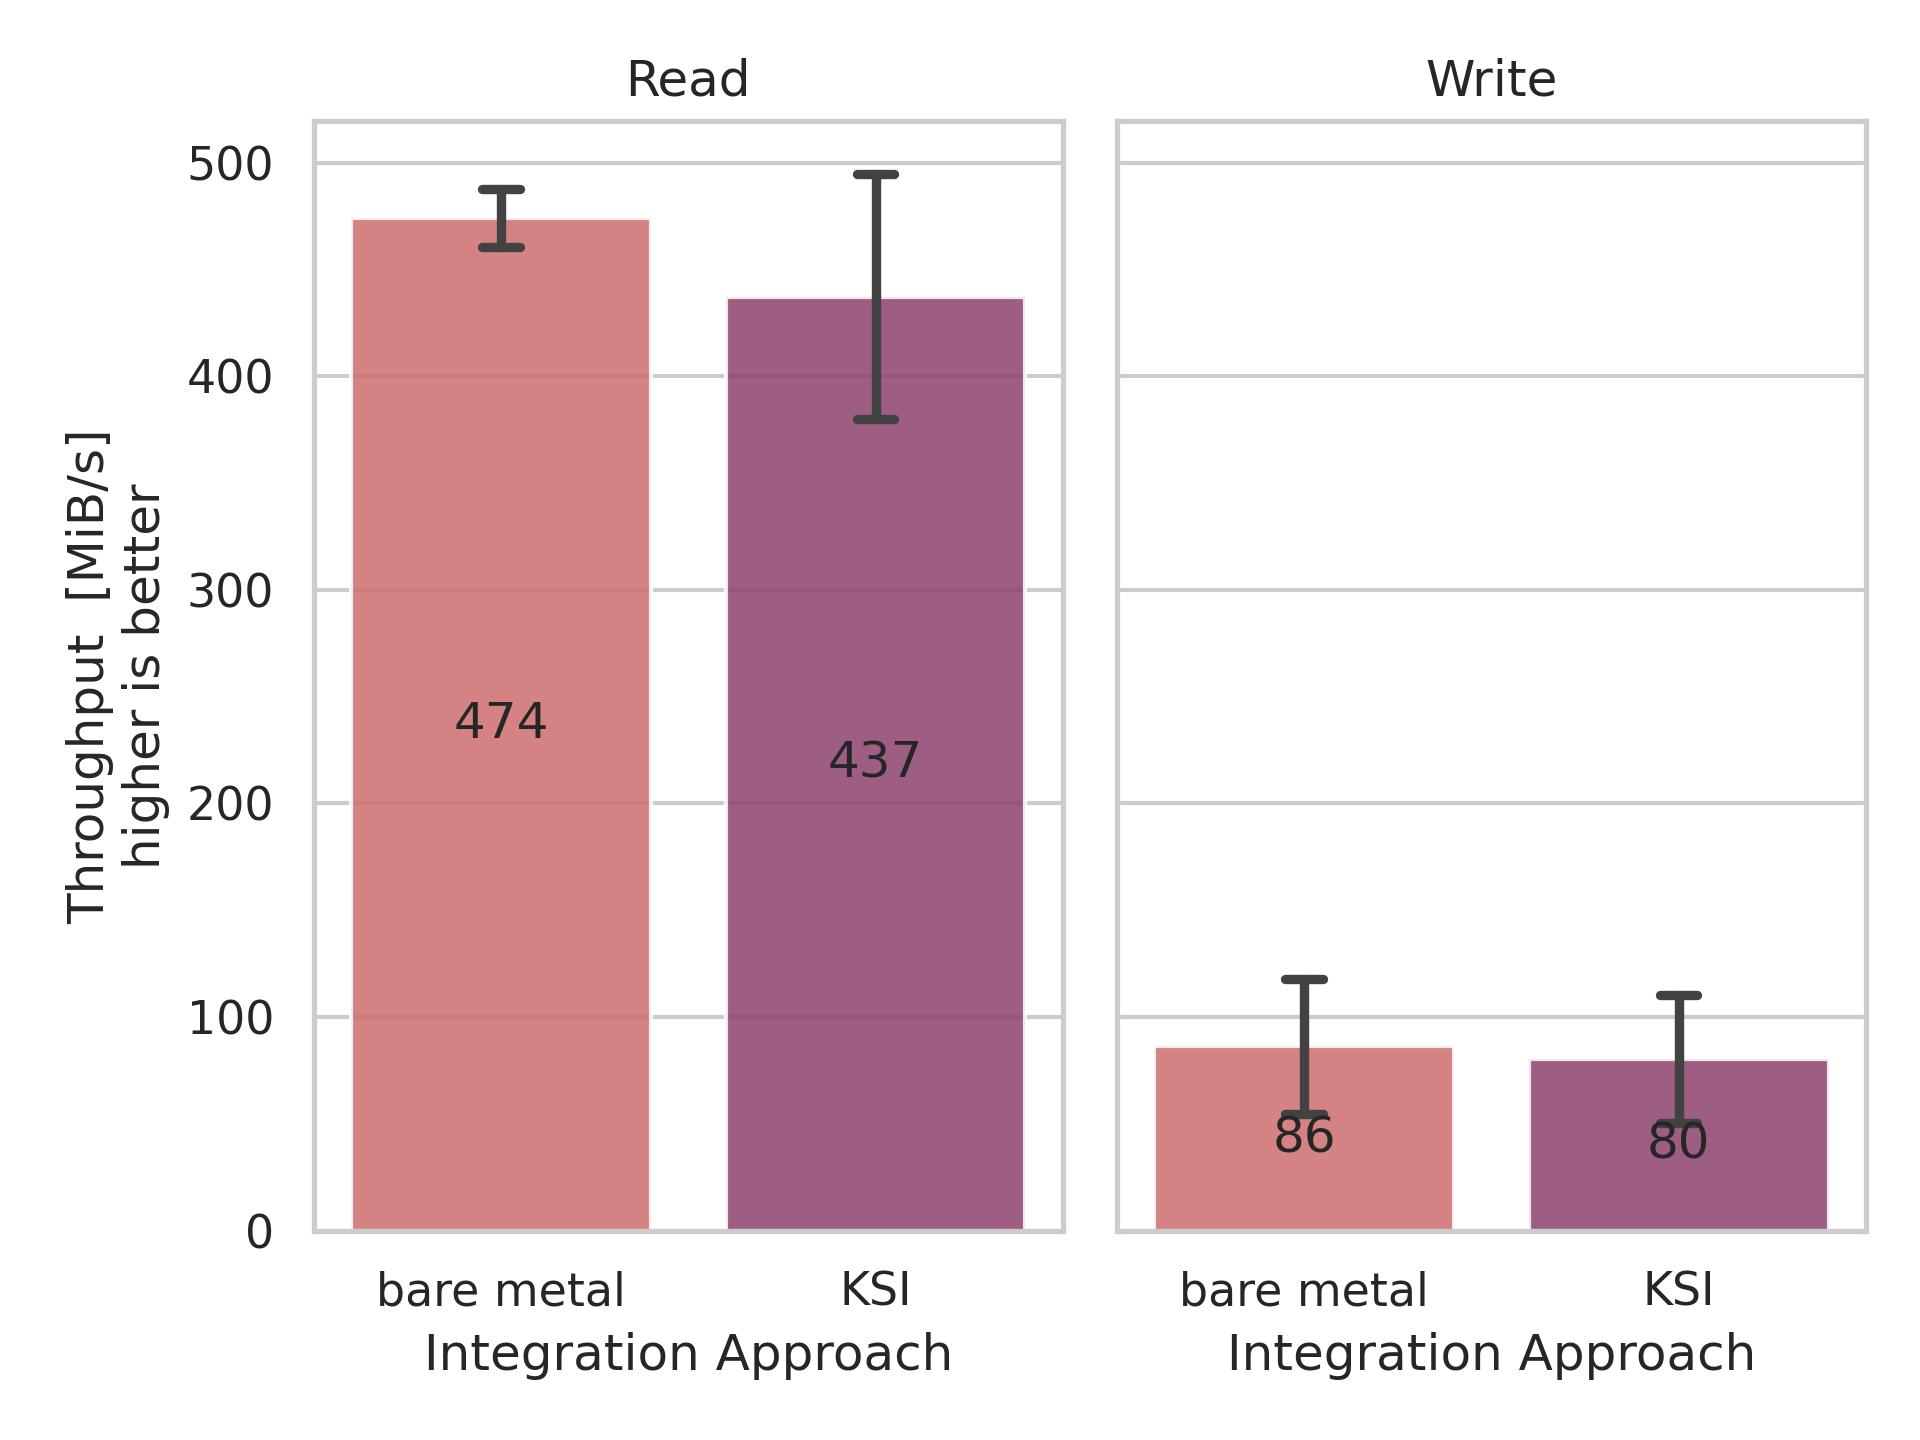 Read
Write
Throughput [MiB/s]
higher is better
500
400
300
200
100
0
474
437
86
80
bare metal
KSI
bare metal
KSI
Integration Approach
Integration Approach